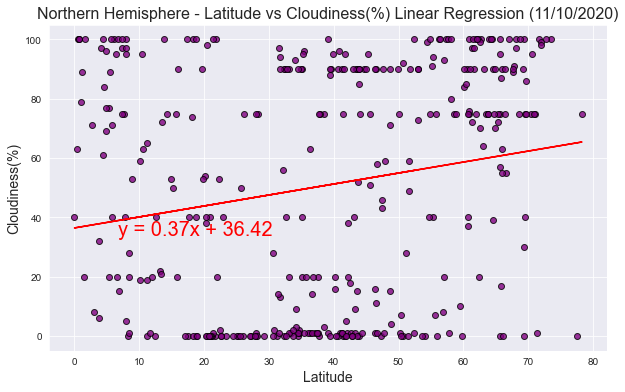 Northern Hemisphere - Latitude vs Cloudiness(%) Linear Regression (11/10/2020)
100
80
60
40
20
0
Cloudiness(%)
y = 0.37x + 36.42
0 10 20 30 40 50 60 70 80
Latitude